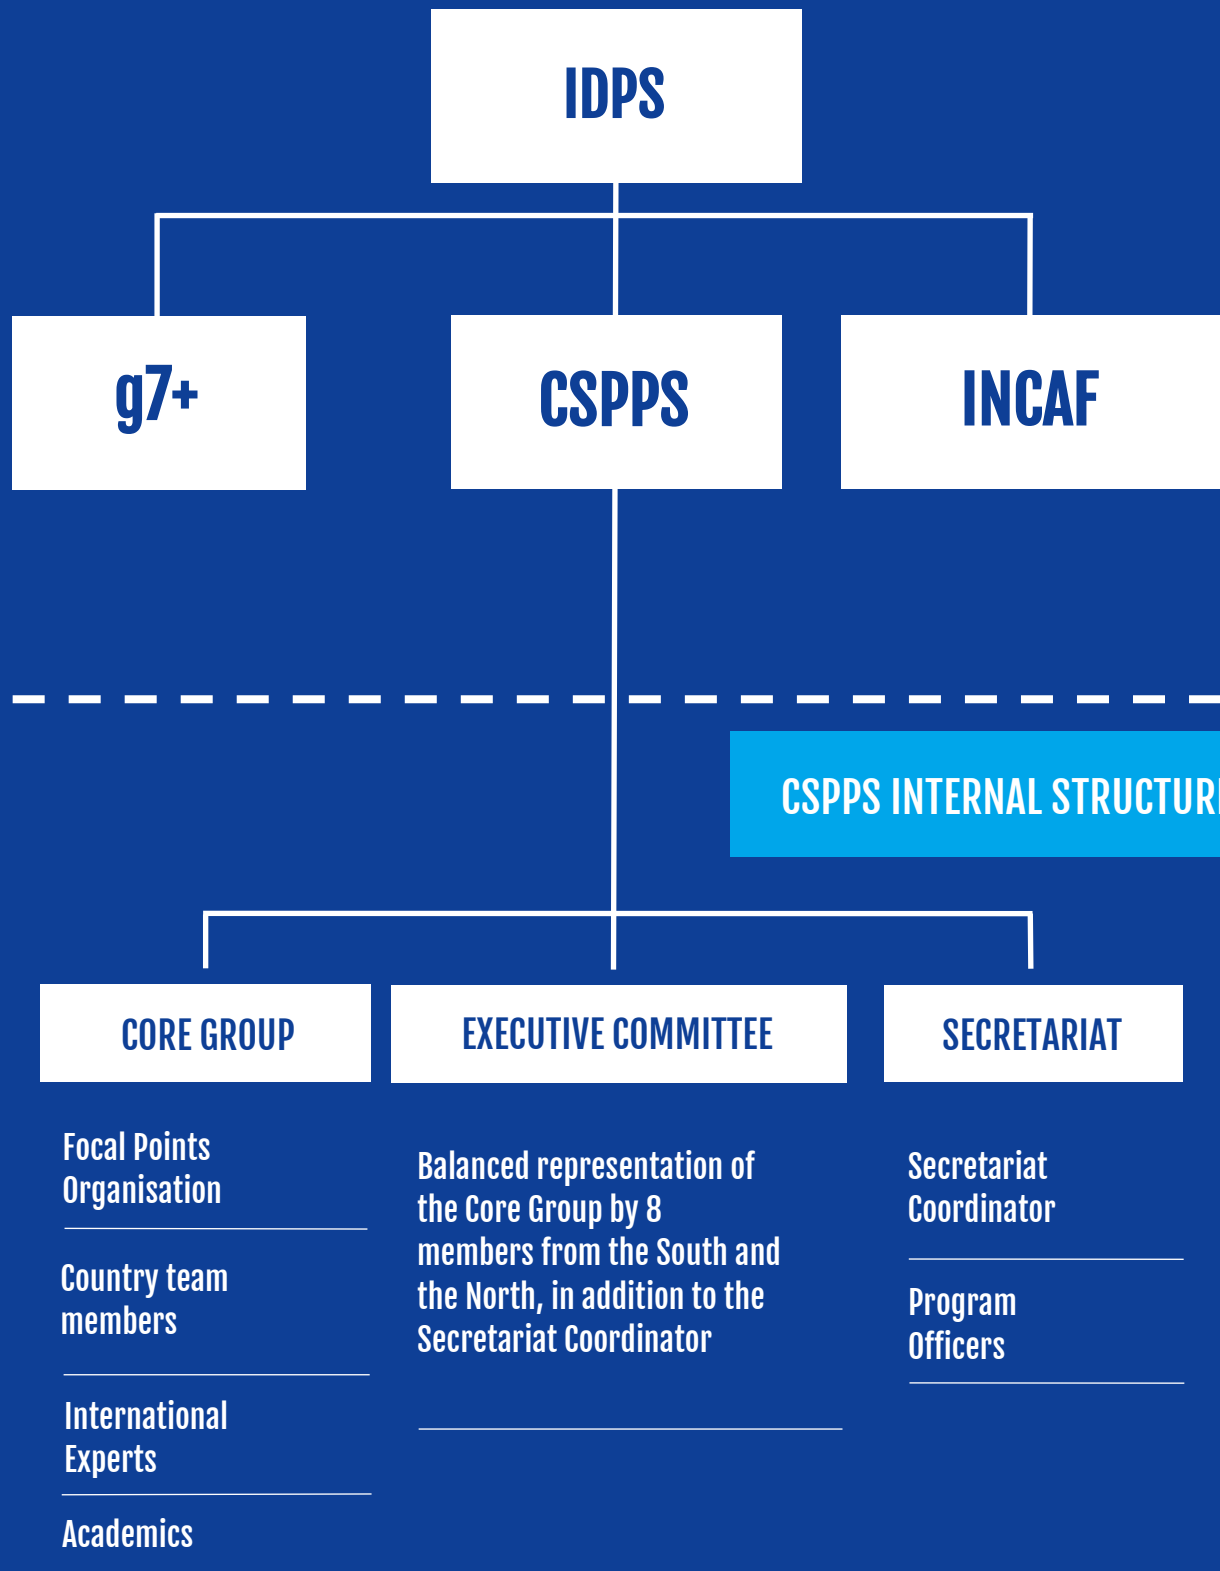 IDPS
g7+
CSPPS
INCAF
CSPPS INTERNAL STRUCTUR
CORE GROUP
EXECUTIVE COMMITTEE
SECRETARIAT
Focal Points
Organisation
Country team
members
International
Experts
Academics
Balanced representation of
the Core Group by 8
members from the South and
the North, in addition to the
Secretariat Coordinator
Secretariat
Coordinator
Program
Officers